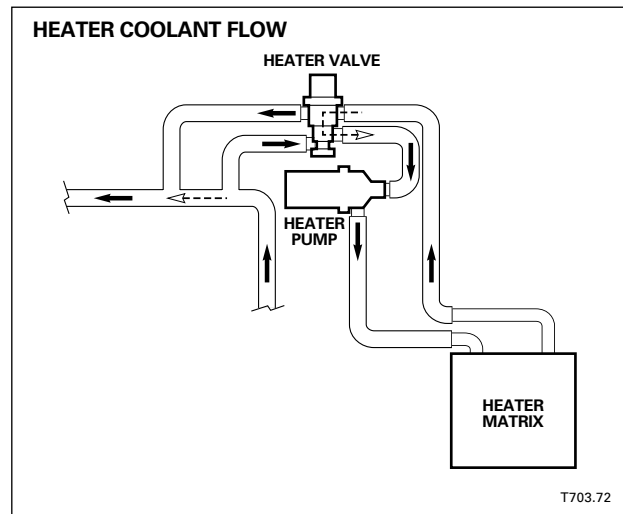 HEATER COOLANT FLOW
HEATER VALVE
HEATER
PUMP
HEATER
MATRIX
T703.72